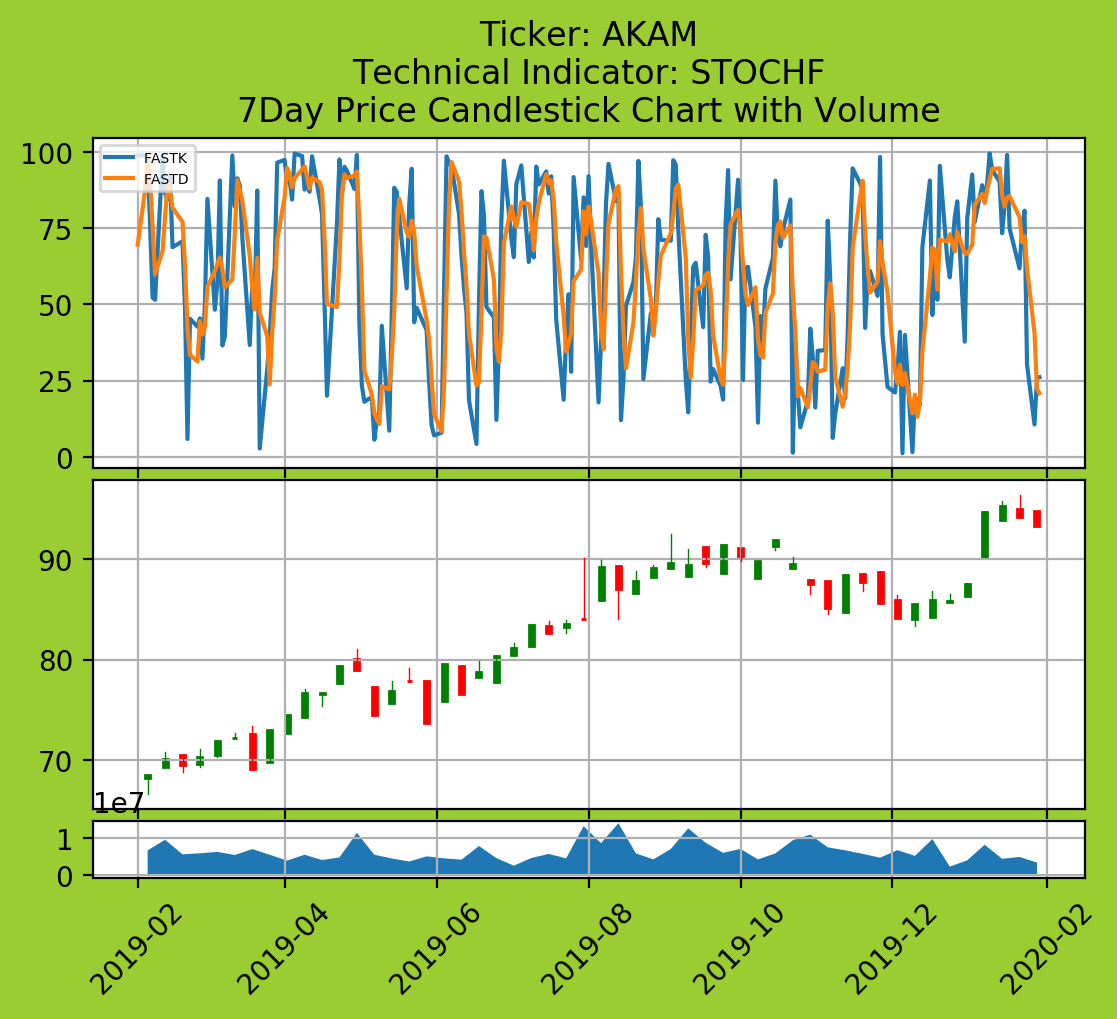 Ticker: AKAM
Technical Indicator: STOCHF
7Day Price Candlestick Chart with Volume
100
75
50
25
0
FASTK
FASTD
90
80
70
1e7
1
0
2019-02
2019-04
2019-06
2019-08
2019-10
2019-12
2020-02